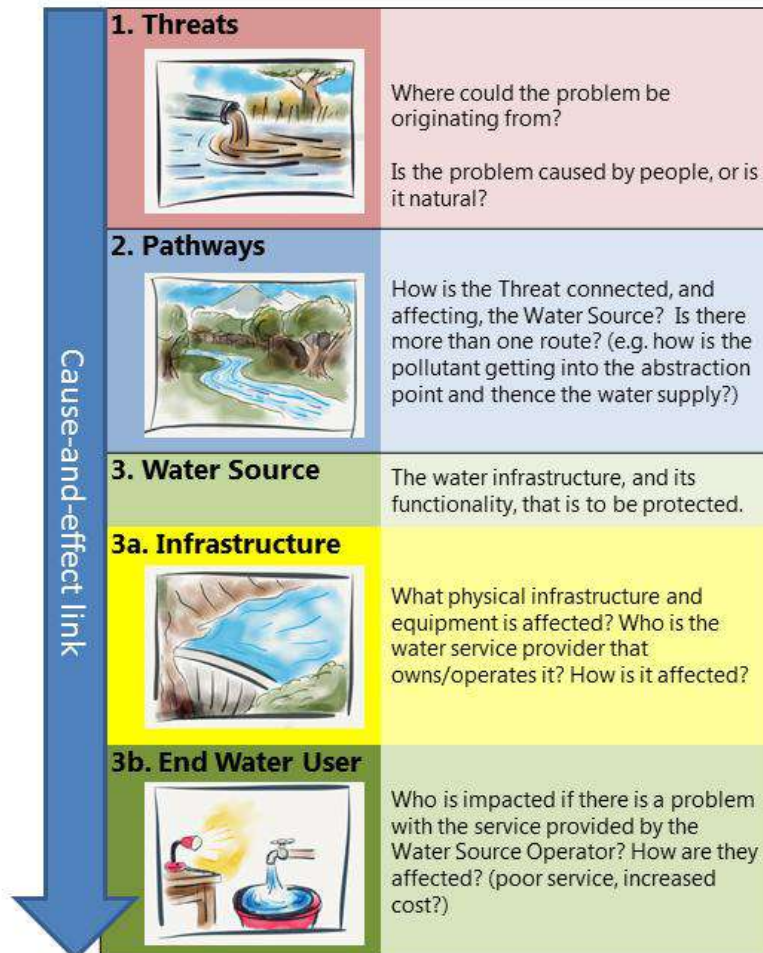 Cause-and-effect link
1. Threats
Where could the problem be
originating from?
Is the problem caused by people, or is
it natural?
2. Pathways
How is the Threat connected, and
affecting, the Water Source?  Is there
more than one route? (e.g. how is the
pollutant getting into the abstraction
point and thence the water supply?)
3. Water Source
The water infrastructure, and its
functionality, that is to be protected.
3a. Infrastructure
What physical infrastructure and
equipment is affected? Who is the
water service provider that
owns/operates it? How is it affected?
3b. End Water User
Who is impacted if there is a problem
with the service provided by the
Water Source Operator? How are they
affected? (poor service, increased
cost?)